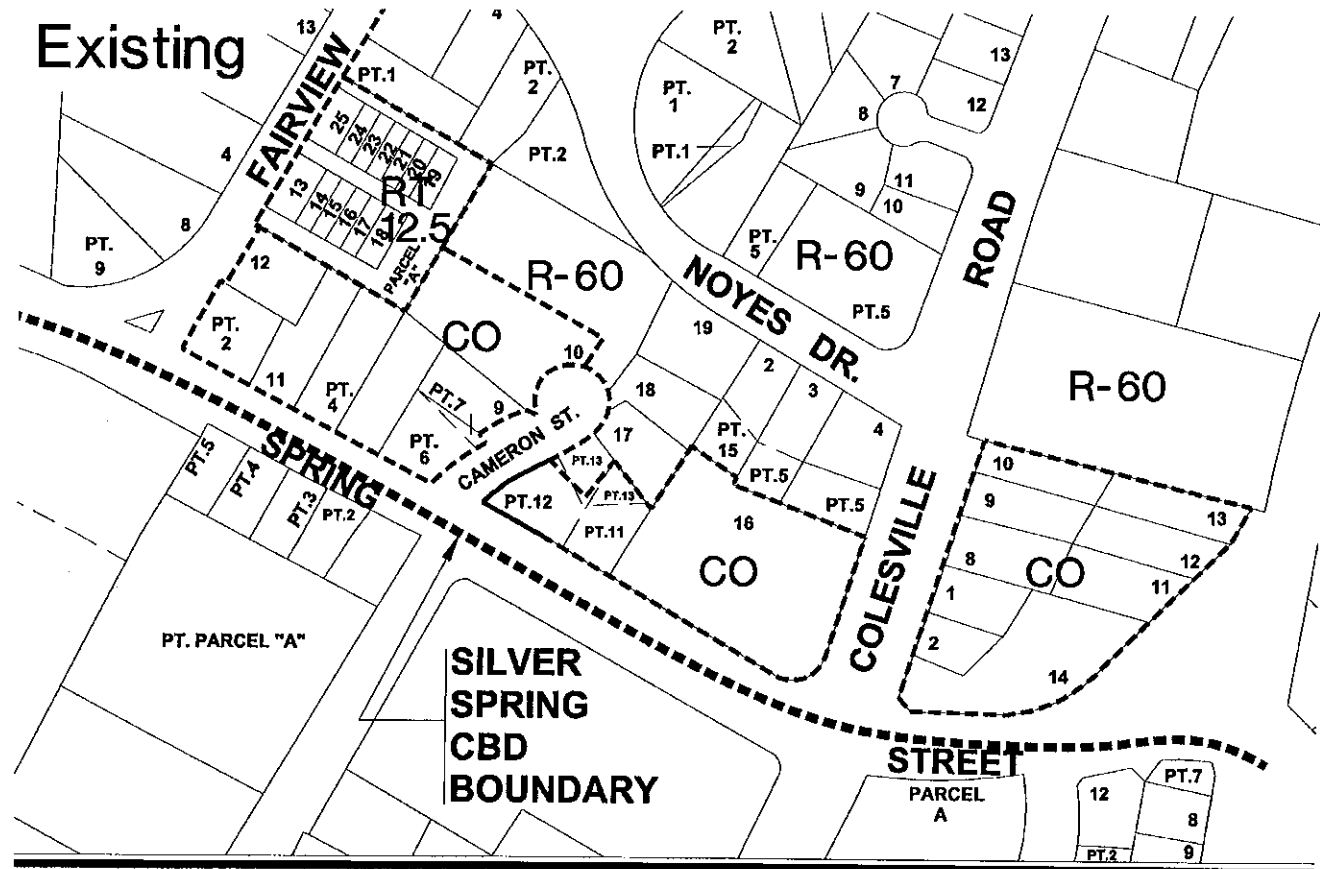 Existing
13
4
PT.
2
7
13
FAIRVIEW
PT.1
PT.
2
PT.
1
8
12
25
24
23
22
21
20
19
4
PT.2
PT.1
11
9
10
13
14
15
16
17
18
RT
12.5
8
PT.
9
PARCEL
"A"
12
R-60
PT.
5
R-60
ROAD
NOYES DR.
PT.5
PT.
2
CO
10
19
2
3
R-60
11
PT.
4
PT.7
9
18
4
PT.
6
CAMERON ST.
17
PT.
15
PT.5
PT.5
10
9
13
SPRING
PT.5
PT.4
PT.3
PT.2
PT.13
PT.12
PT.13
PT.11
16
CO
COLESVILLE
8
12
11
CO
1
2
14
PT. PARCEL "A"
SILVER
SPRING
CBD
BOUNDARY
STREET
PARCEL
A
12
PT.7
8
PT.2
9